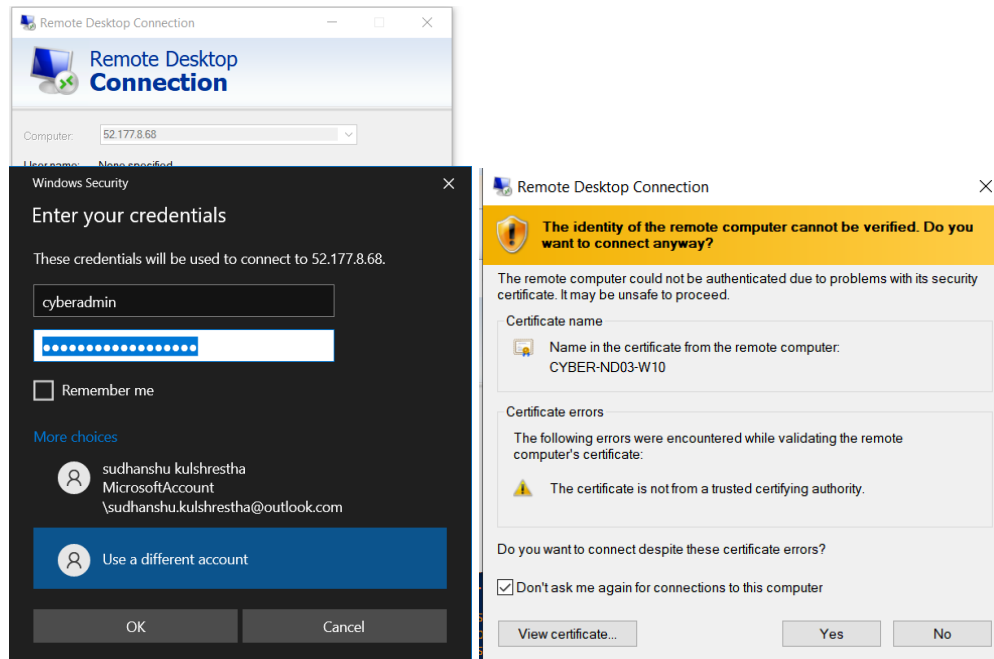 Remote Desktop Connection
Remote Desktop
Connection
Computer:
52.177.8.68
User name:
None specified
Windows Security
Enter your credentials
These credentials will be used to connect to 52.177.8.68.
cyberadmin
Remember me
More choices
sudhanshu kulshrestha
MicrosoftAccount
\sudhanshu.kulshrestha@outlook.com
Use a different account
OK
Cancel
Remote Desktop Connection
The identity of the remote computer cannot be verified. Do you
want to connect anyway?
The remote computer could not be authenticated due to problems with its security
certificate. It may be unsafe to proceed.
Certificate name
Name in the certificate from the remote computer:
CYBER-ND03-W10
Certificate errors
The following errors were encountered while validating the remote
computer's certificate:
The certificate is not from a trusted certifying authority.
Do you want to connect despite these certificate errors?
Don't ask me again for connections to this computer
View certificate...
Yes
No